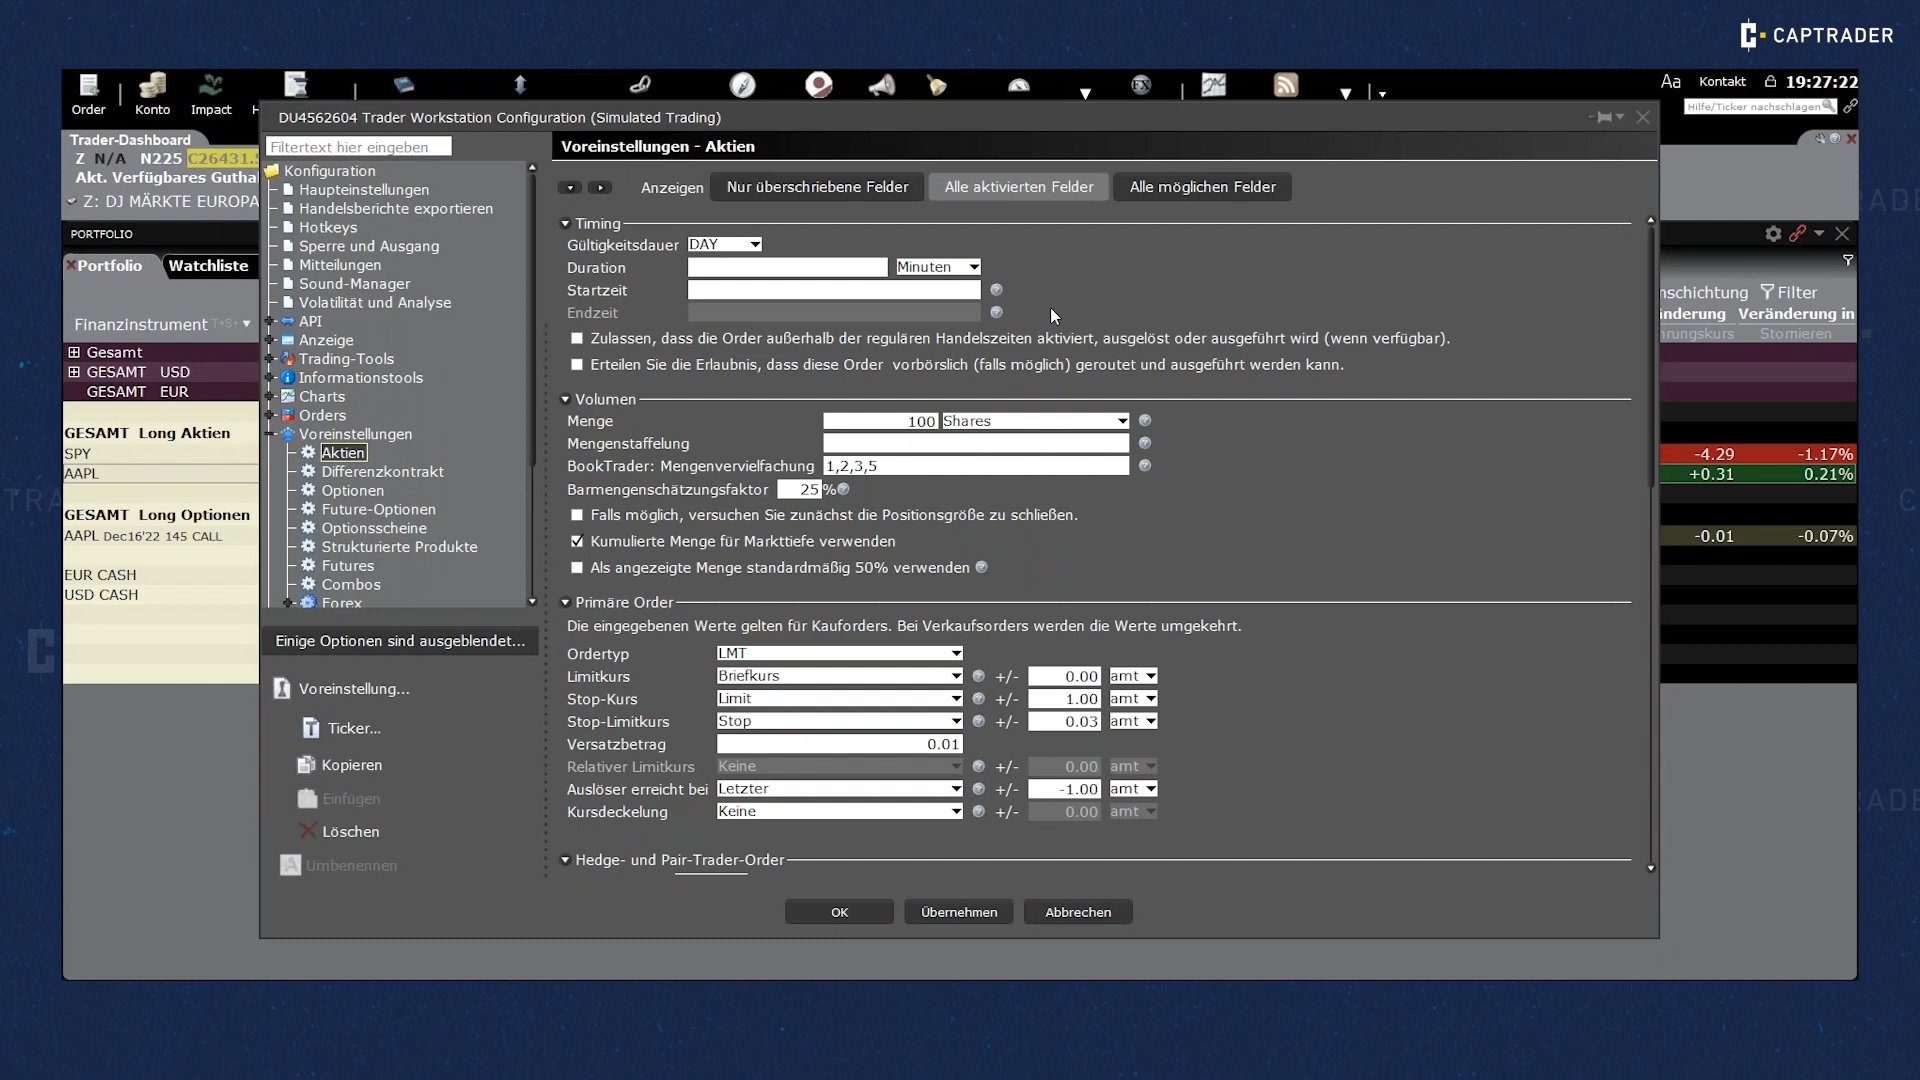 CAPTRADER
Order
Konto
Impact
Aa
Kontakt
19:27:22
Hilfe/Ticker nachschlagen
DU4562604 Trader Workstation Configuration (Simulated Trading)
Trader-Dashboard
Z N/A N225 C26431.5
Akt. Verfügbares Gutha
Z: DJ MÄRKTE EUROPA
PORTFOLIO
Portfolio
Watchliste
Finanzinstrument
Gesamt
GESAMT USD
GESAMT EUR
GESAMT Long Aktien
SPY
AAPL
GESAMT Long Optionen
AAPL Dec16'22 145 CALL
EUR CASH
USD CASH
Filtertext hier eingeben
Konfiguration
Haupteinstellungen
Handelsberichte exportieren
Hotkeys
Sperre und Ausgang
Mitteilungen
Sound-Manager
Volatilität und Analyse
API
Anzeige
Trading-Tools
Informationstools
Charts
Orders
Voreinstellungen
Aktien
Differenzkontrakt
Optionen
Future-Optionen
Optionsscheine
Strukturierte Produkte
Futures
Combos
Forex
Einige Optionen sind ausgeblendet...
Voreinstellung...
Ticker...
Kopieren
Einfügen
Löschen
Umbenennen
Voreinstellungen - Aktien
Anzeigen
Nur überschriebene Felder
Alle aktivierten Felder
Alle möglichen Felder
Timing
Gültigkeitsdauer DAY
Duration Minuten
Startzeit
Endzeit
Zulassen, dass die Order außerhalb der regulären Handelszeiten aktiviert, ausgelöst oder ausgeführt wird (wenn verfügbar).
Erteilen Sie die Erlaubnis, dass diese Order vorbörslich (falls möglich) geroutet und ausgeführt werden kann.
Volumen
Menge 100 Shares
Mengenstaffelung
BookTrader: Mengenvervielfachung 1,2,3,5
Barmengenschätzungsfaktor 25 %
Falls möglich, versuchen Sie zunächst die Positionsgröße zu schließen.
Kumulierte Menge für Markttiefe verwenden
Als angezeigte Menge standardmäßig 50% verwenden
Primäre Order
Die eingegebenen Werte gelten für Kauforders. Bei Verkaufsorders werden die Werte umgekehrt.
Ordertyp LMT
Limitkurs Briefkurs +/- 0.00 amt
Stop-Kurs Limit +/- 1.00 amt
Stop-Limitkurs Stop +/- 0.03 amt
Versatzbetrag 0.01
Relativer Limitkurs Keine +/- 0.00 amt
Auslöser erreicht bei Letzter +/- -1.00 amt
Kursdeckelung Keine +/- 0.00 amt
Hedge- und Pair-Trader-Order
OK
Übernehmen
Abbrechen
nschichtung Filter
inderung Veränderung in
hrungskurs Stornieren
-4.29 -1.17%
+0.31 0.21%
-0.01 -0.07%